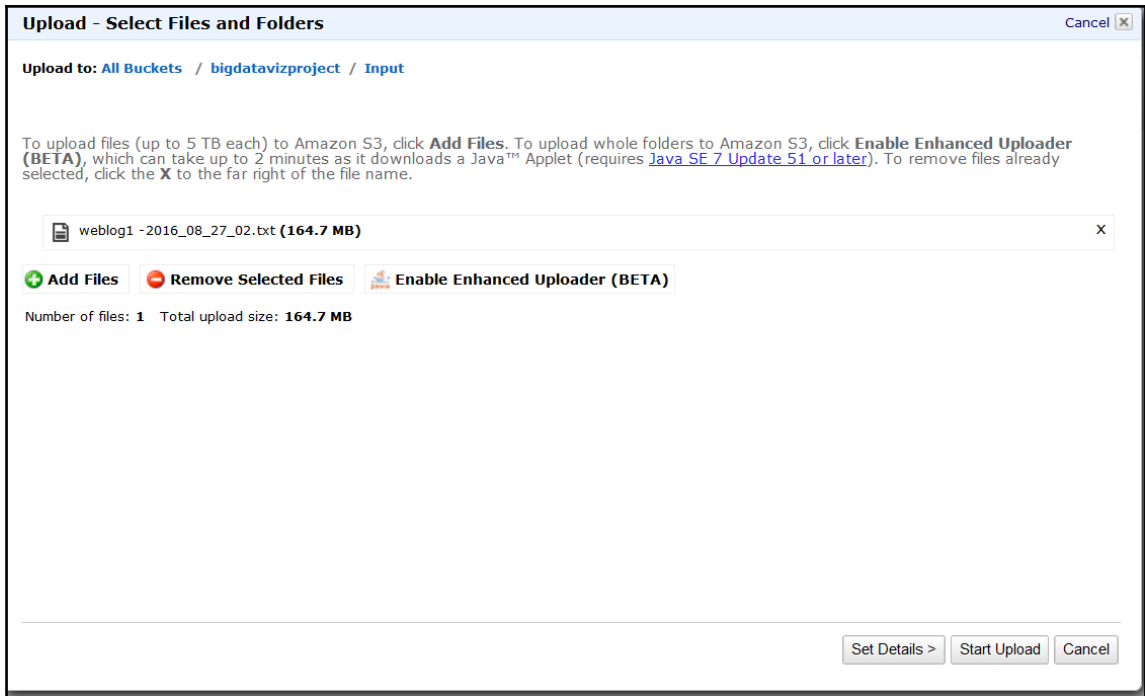 Upload - Select Files and Folders
Cancel
Upload to: All Buckets / bigdatavizproject / Input
To upload files (up to 5 TB each) to Amazon S3, click Add Files. To upload whole folders to Amazon S3, click Enable Enhanced Uploader
(BETA), which can take up to 2 minutes as it downloads a Java™ Applet (requires Java SE 7 Update 51 or later). To remove files already
selected, click the X to the far right of the file name.
weblog1 -2016_08_27_02.txt (164.7 MB) X
Add Files Remove Selected Files Enable Enhanced Uploader (BETA)
Number of files: 1 Total upload size: 164.7 MB
Set Details > Start Upload Cancel